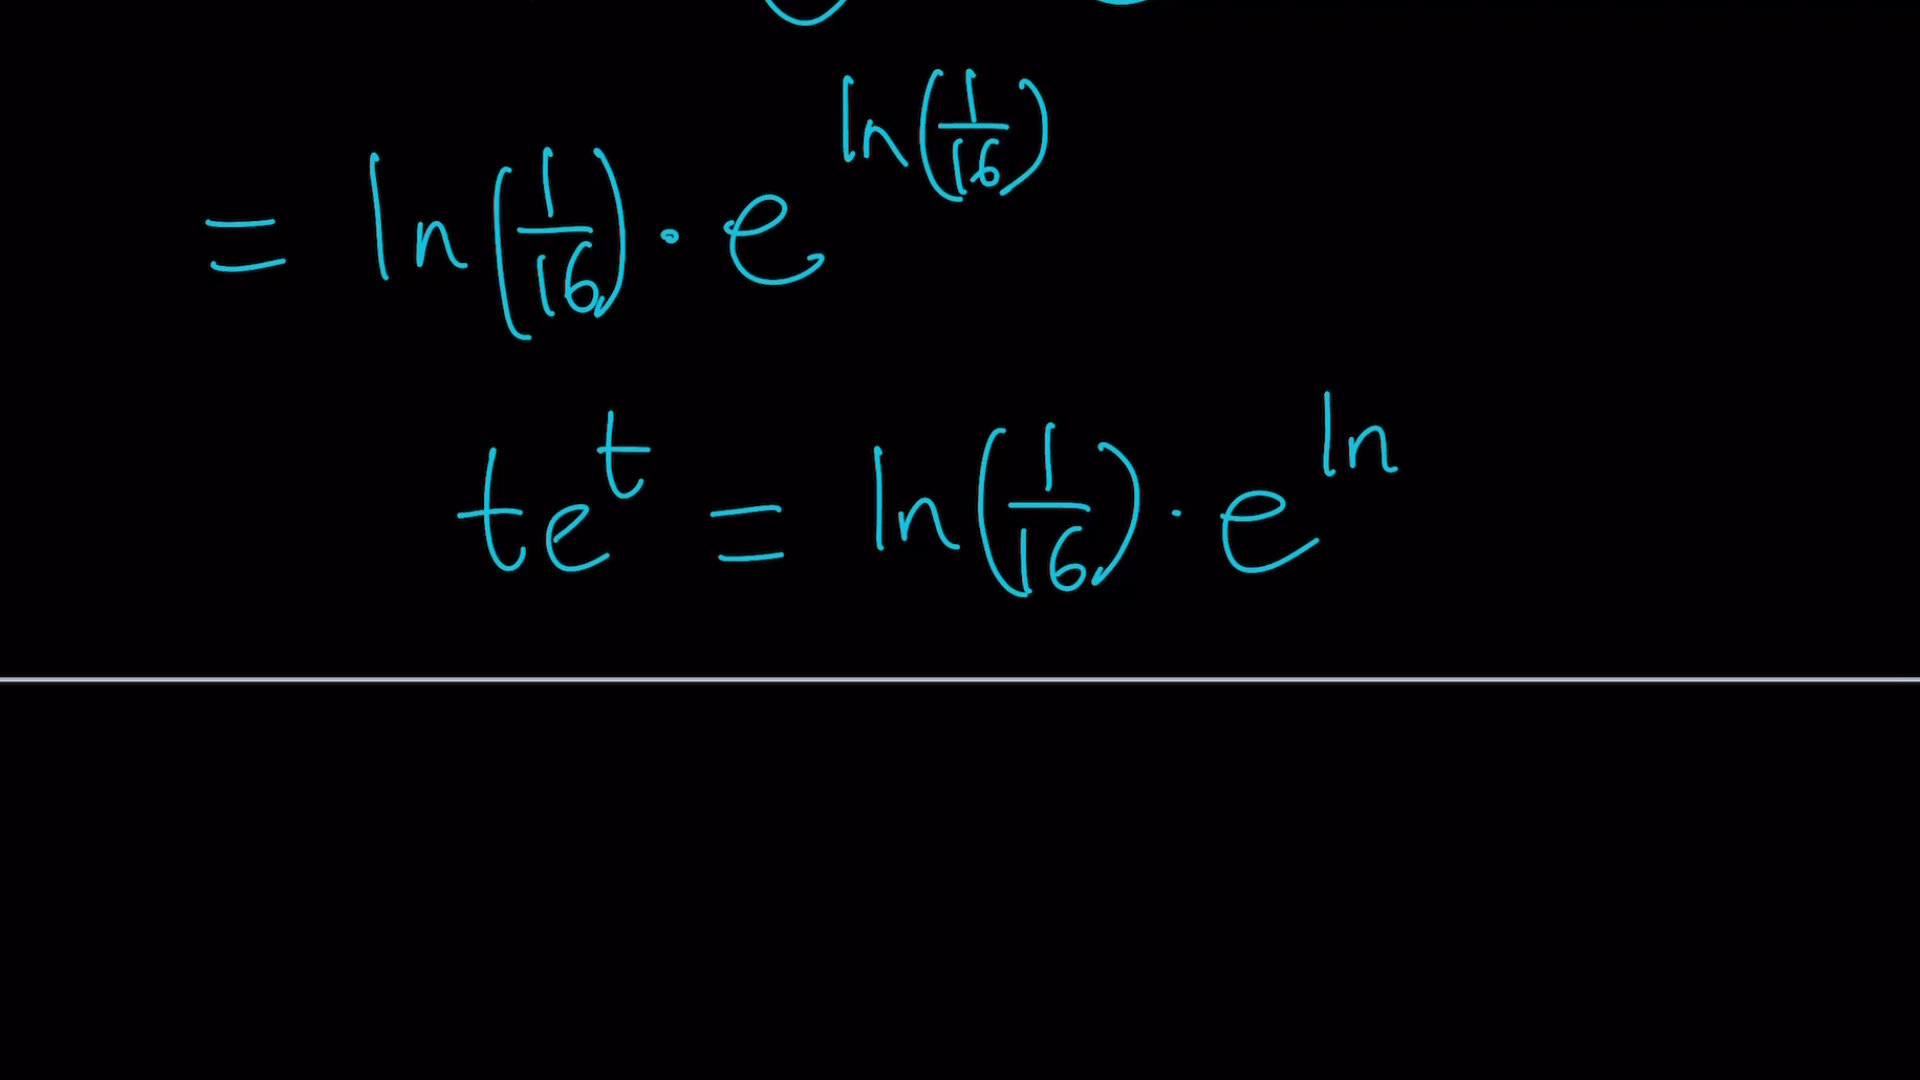 = ln(1/16) · e^ln(1/16)
te^t = ln(1/16) · e^ln